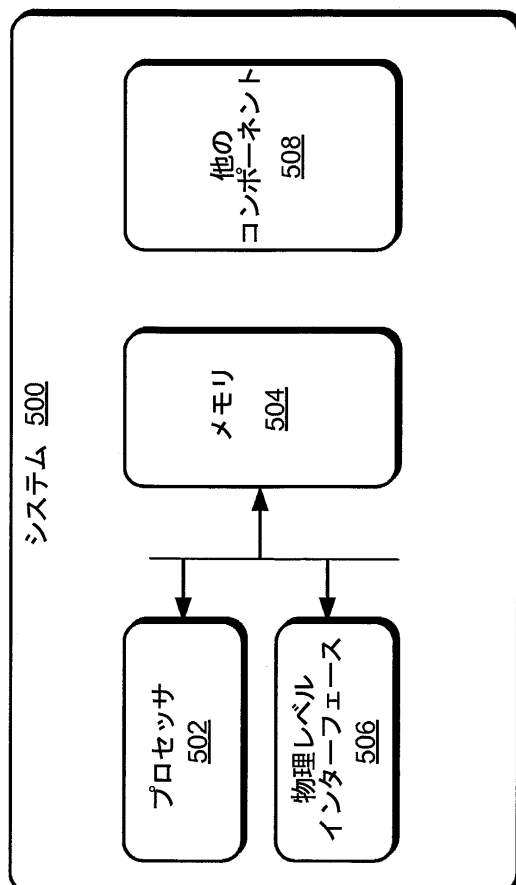 システム 500
プロセッサ
502
物理レベル
インターフェース
506
メモリ
504
他の
コンポーネント
508